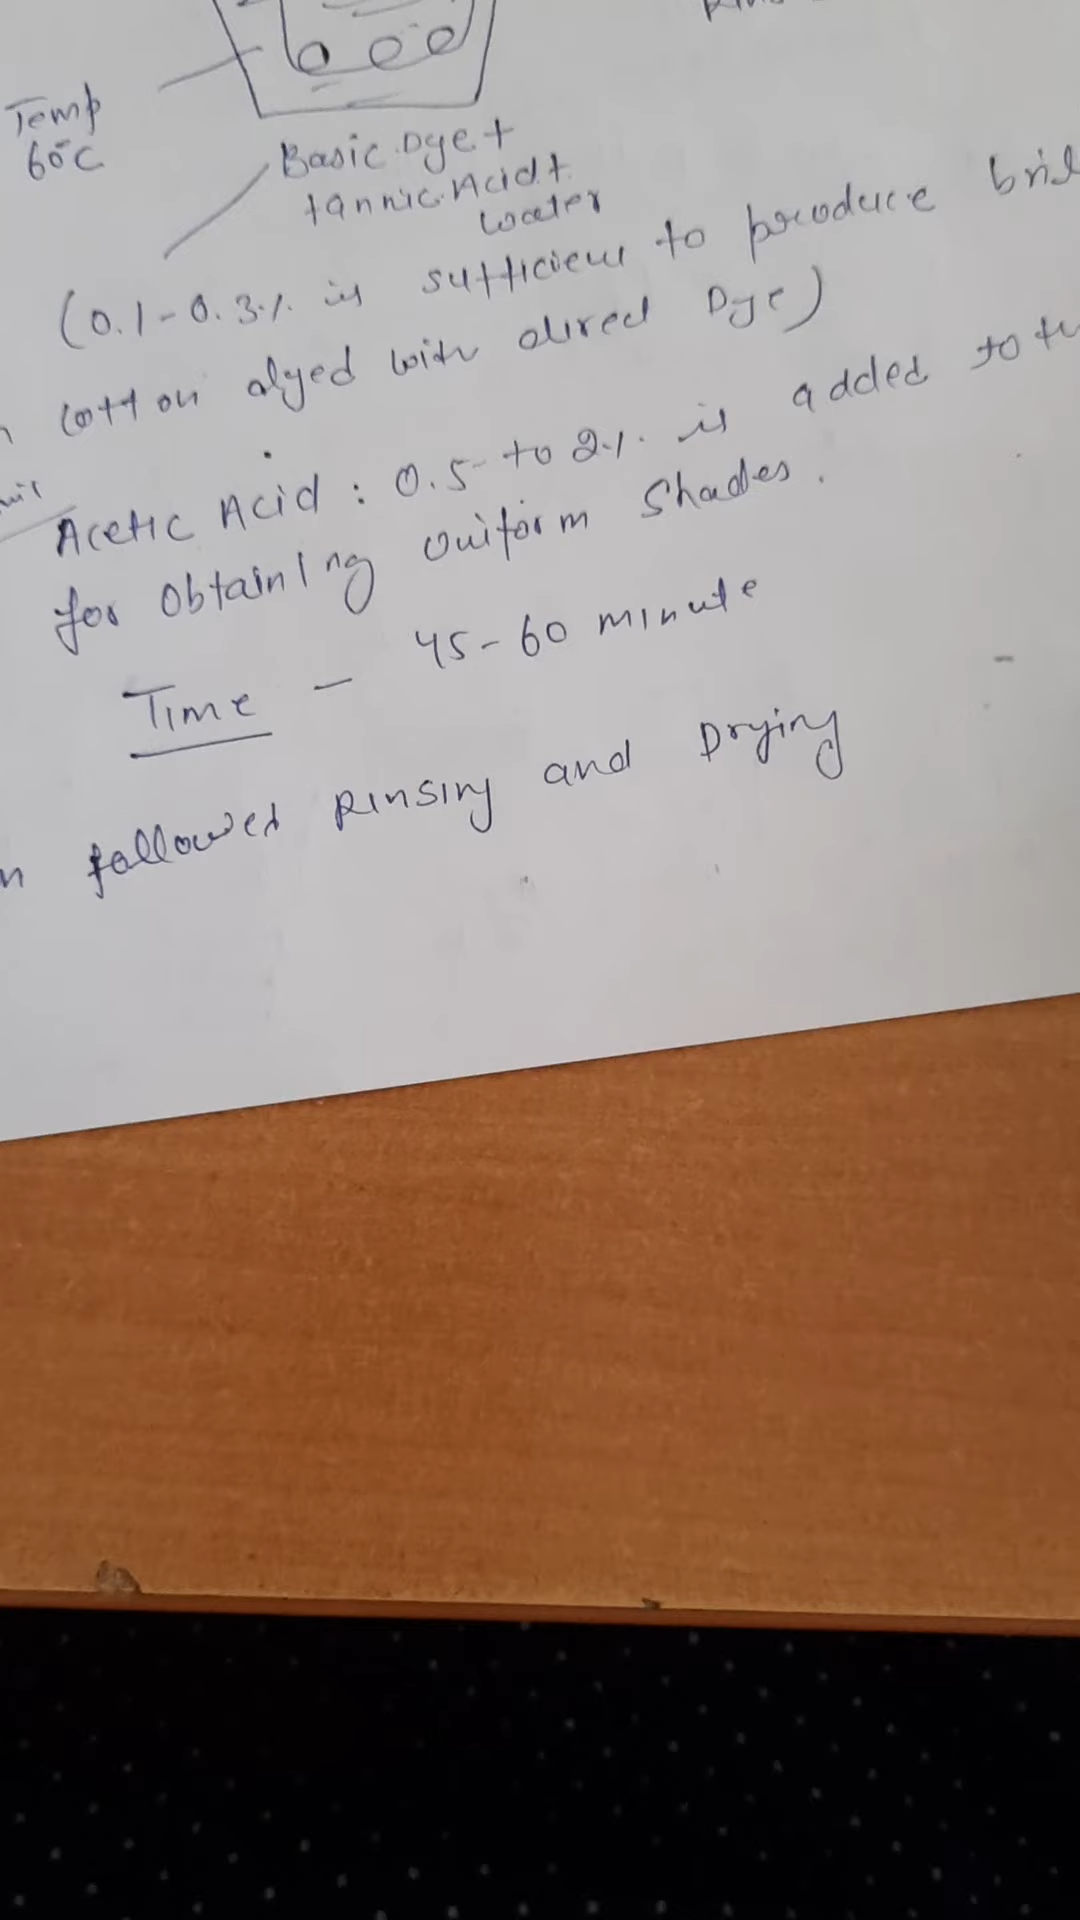 Temp
60°C
Basic Dye +
tannic Acid +
water
(0.1-0.3% is sufficient to produce
cotton dyed with direct Dye)
Acetic Acid : 0.5 to 2% is added to
for obtaining Uniform Shades.
Time - 45-60 minute
followed Rinsing and Drying